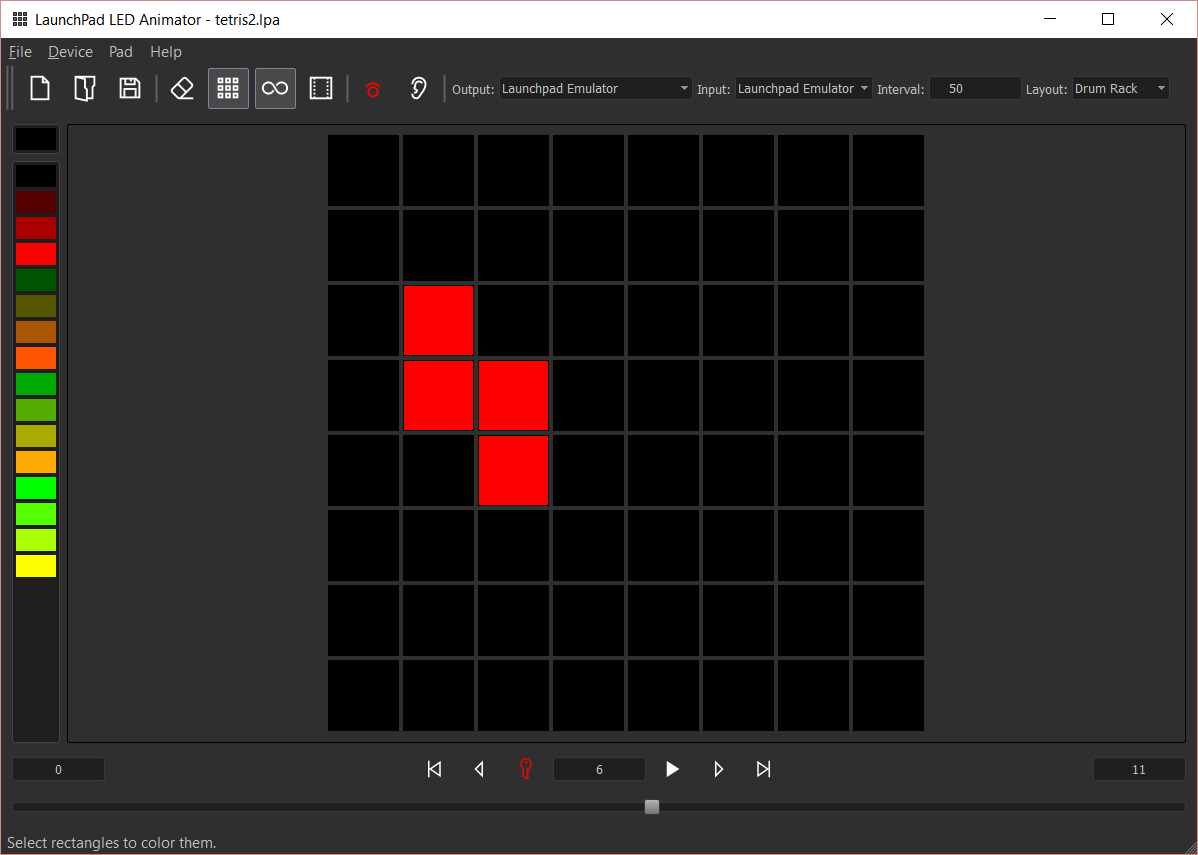 LaunchPad LED Animator - tetris2.lpa
File Device Pad Help
Output: Launchpad Emulator Input: Launchpad Emulator Interval: 50 Layout: Drum Rack
0 6 11
Select rectangles to color them.